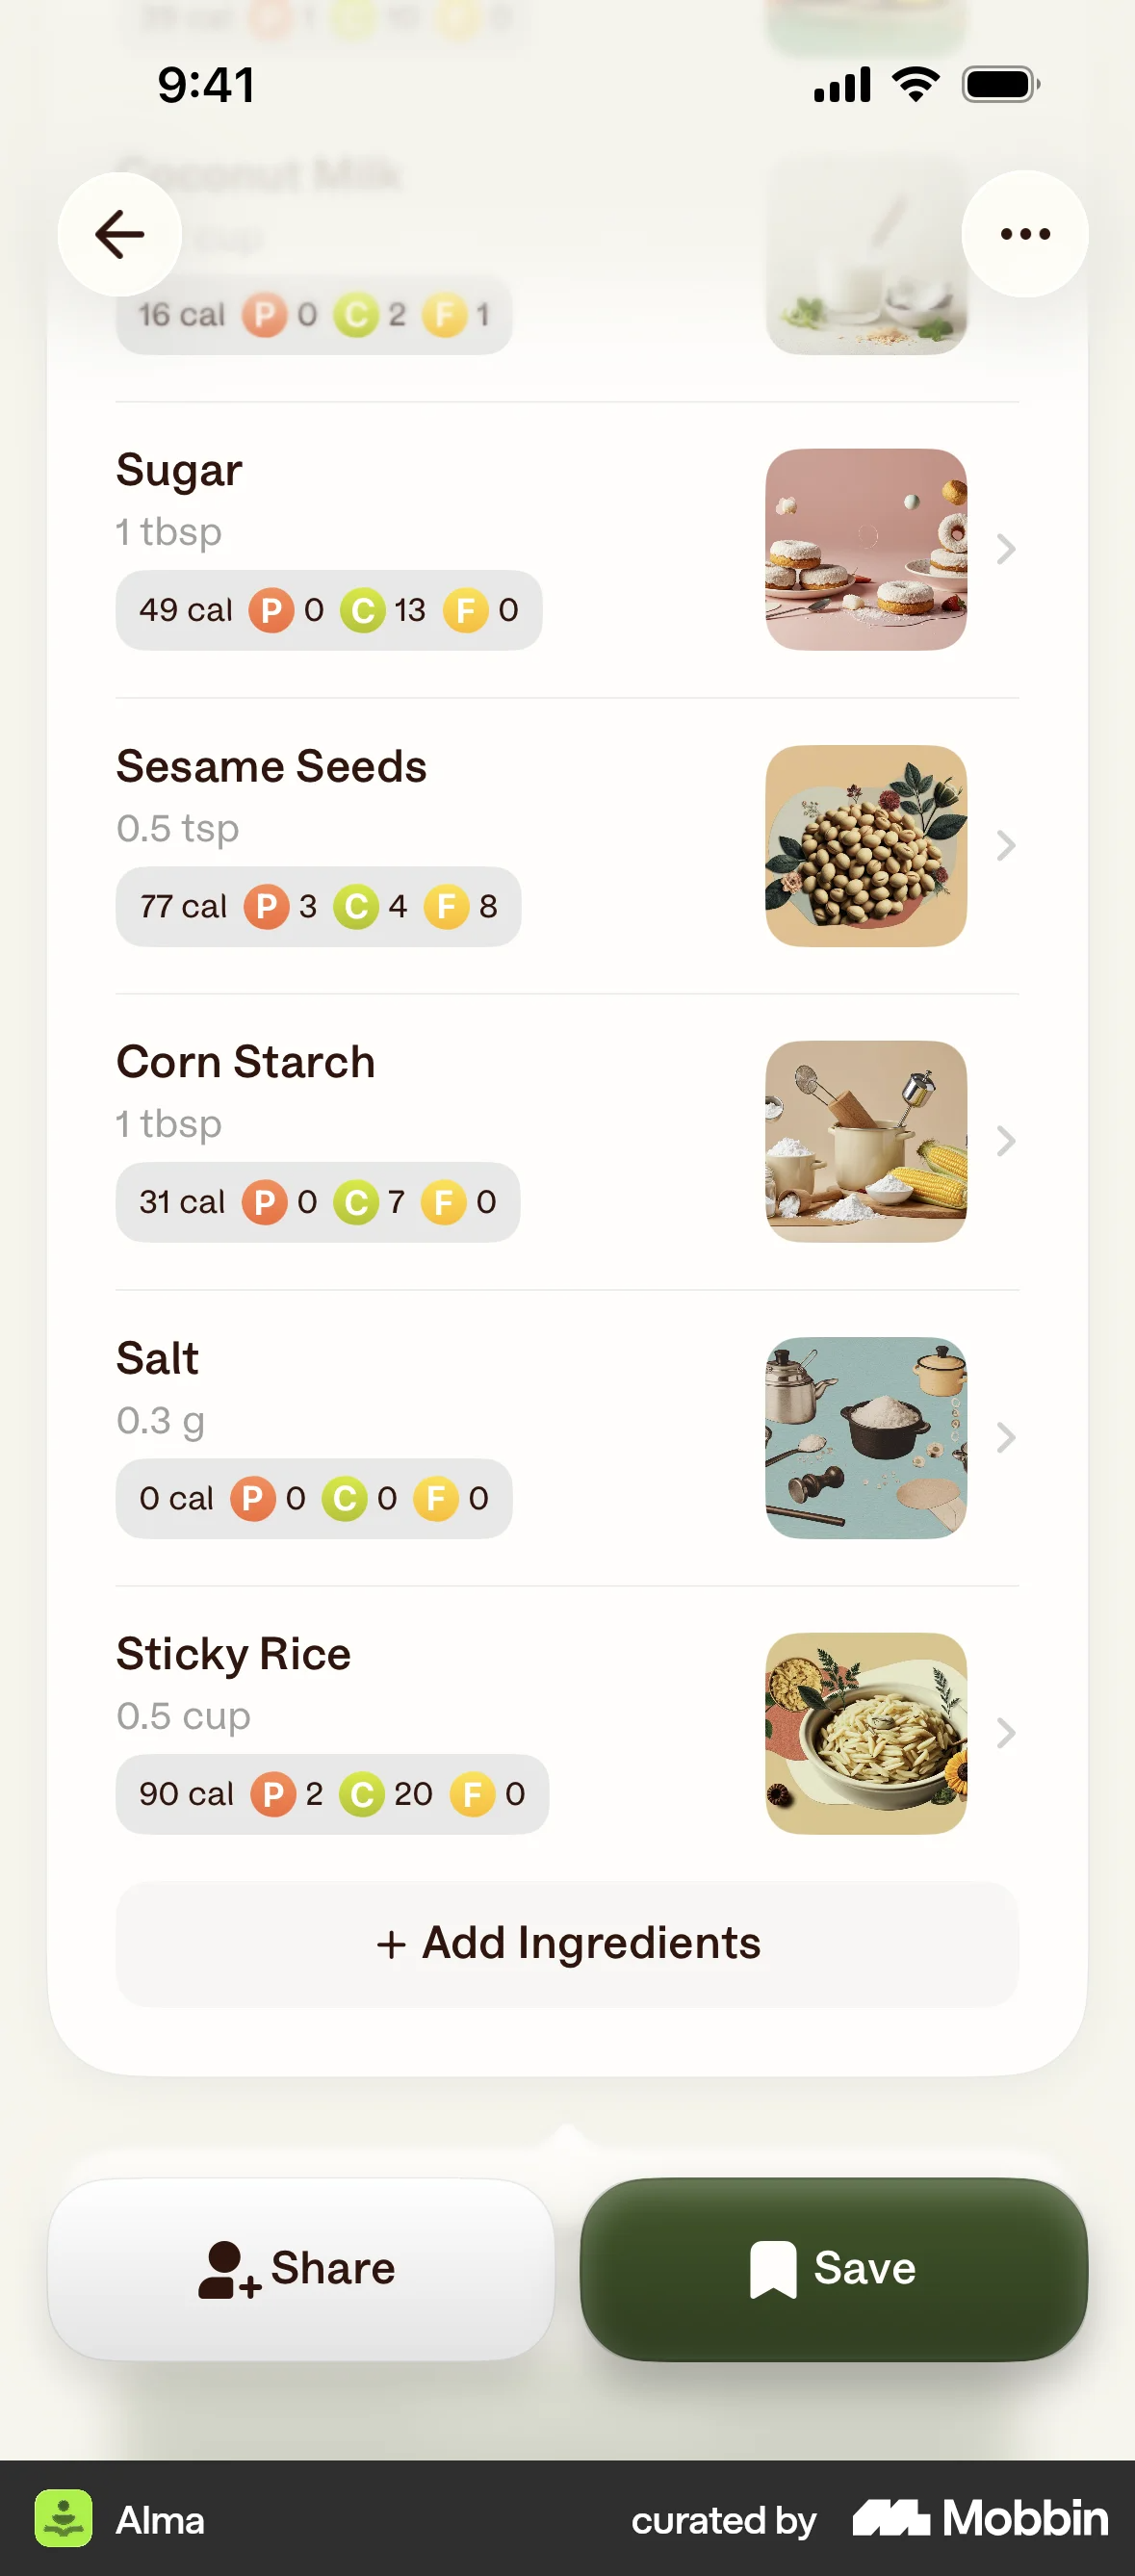 9:41
Coconut Milk
cup
16 cal P 0 C 2 F 1
Sugar
1 tbsp
49 cal P 0 C 13 F 0
Sesame Seeds
0.5 tsp
77 cal P 3 C 4 F 8
Corn Starch
1 tbsp
31 cal P 0 C 7 F 0
Salt
0.3 g
0 cal P 0 C 0 F 0
Sticky Rice
0.5 cup
90 cal P 2 C 20 F 0
+ Add Ingredients
Share
Save
Alma
curated by Mobbin